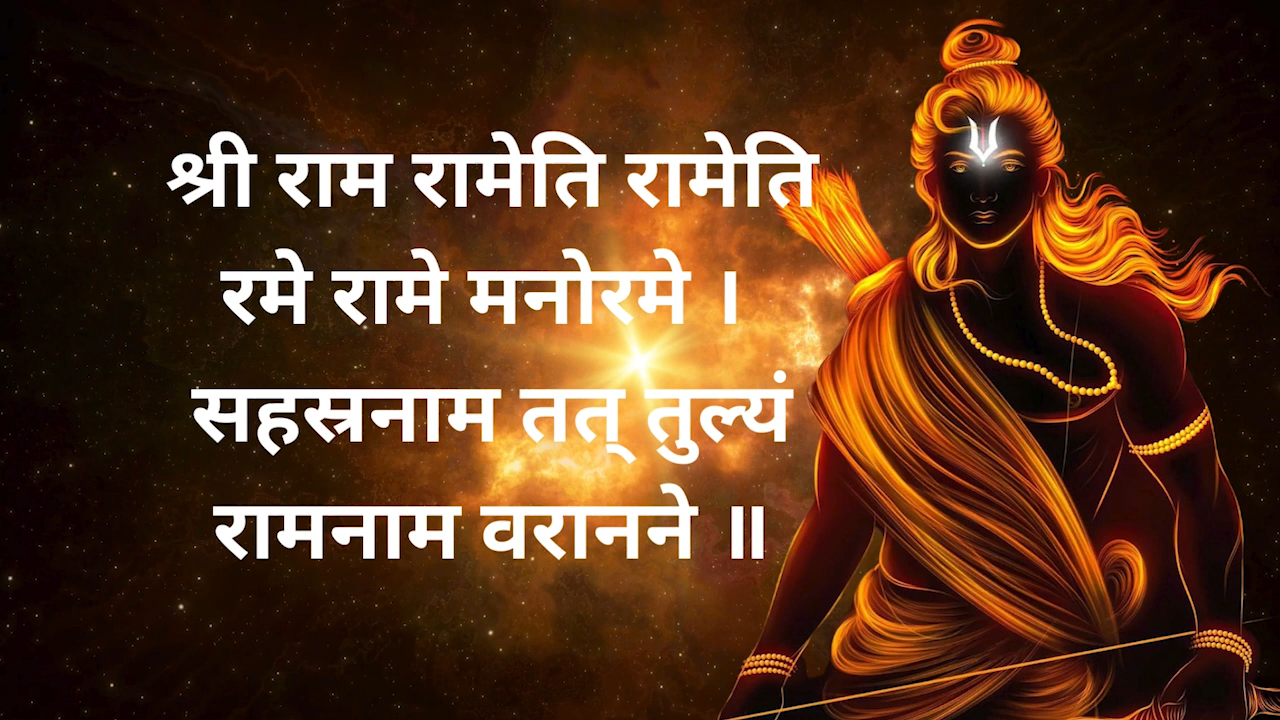 श्री राम रामेति रामेति
रमे रामे मनोरमे ।
सहस्रनाम तत् तुल्यं
रामनाम वरानने ॥